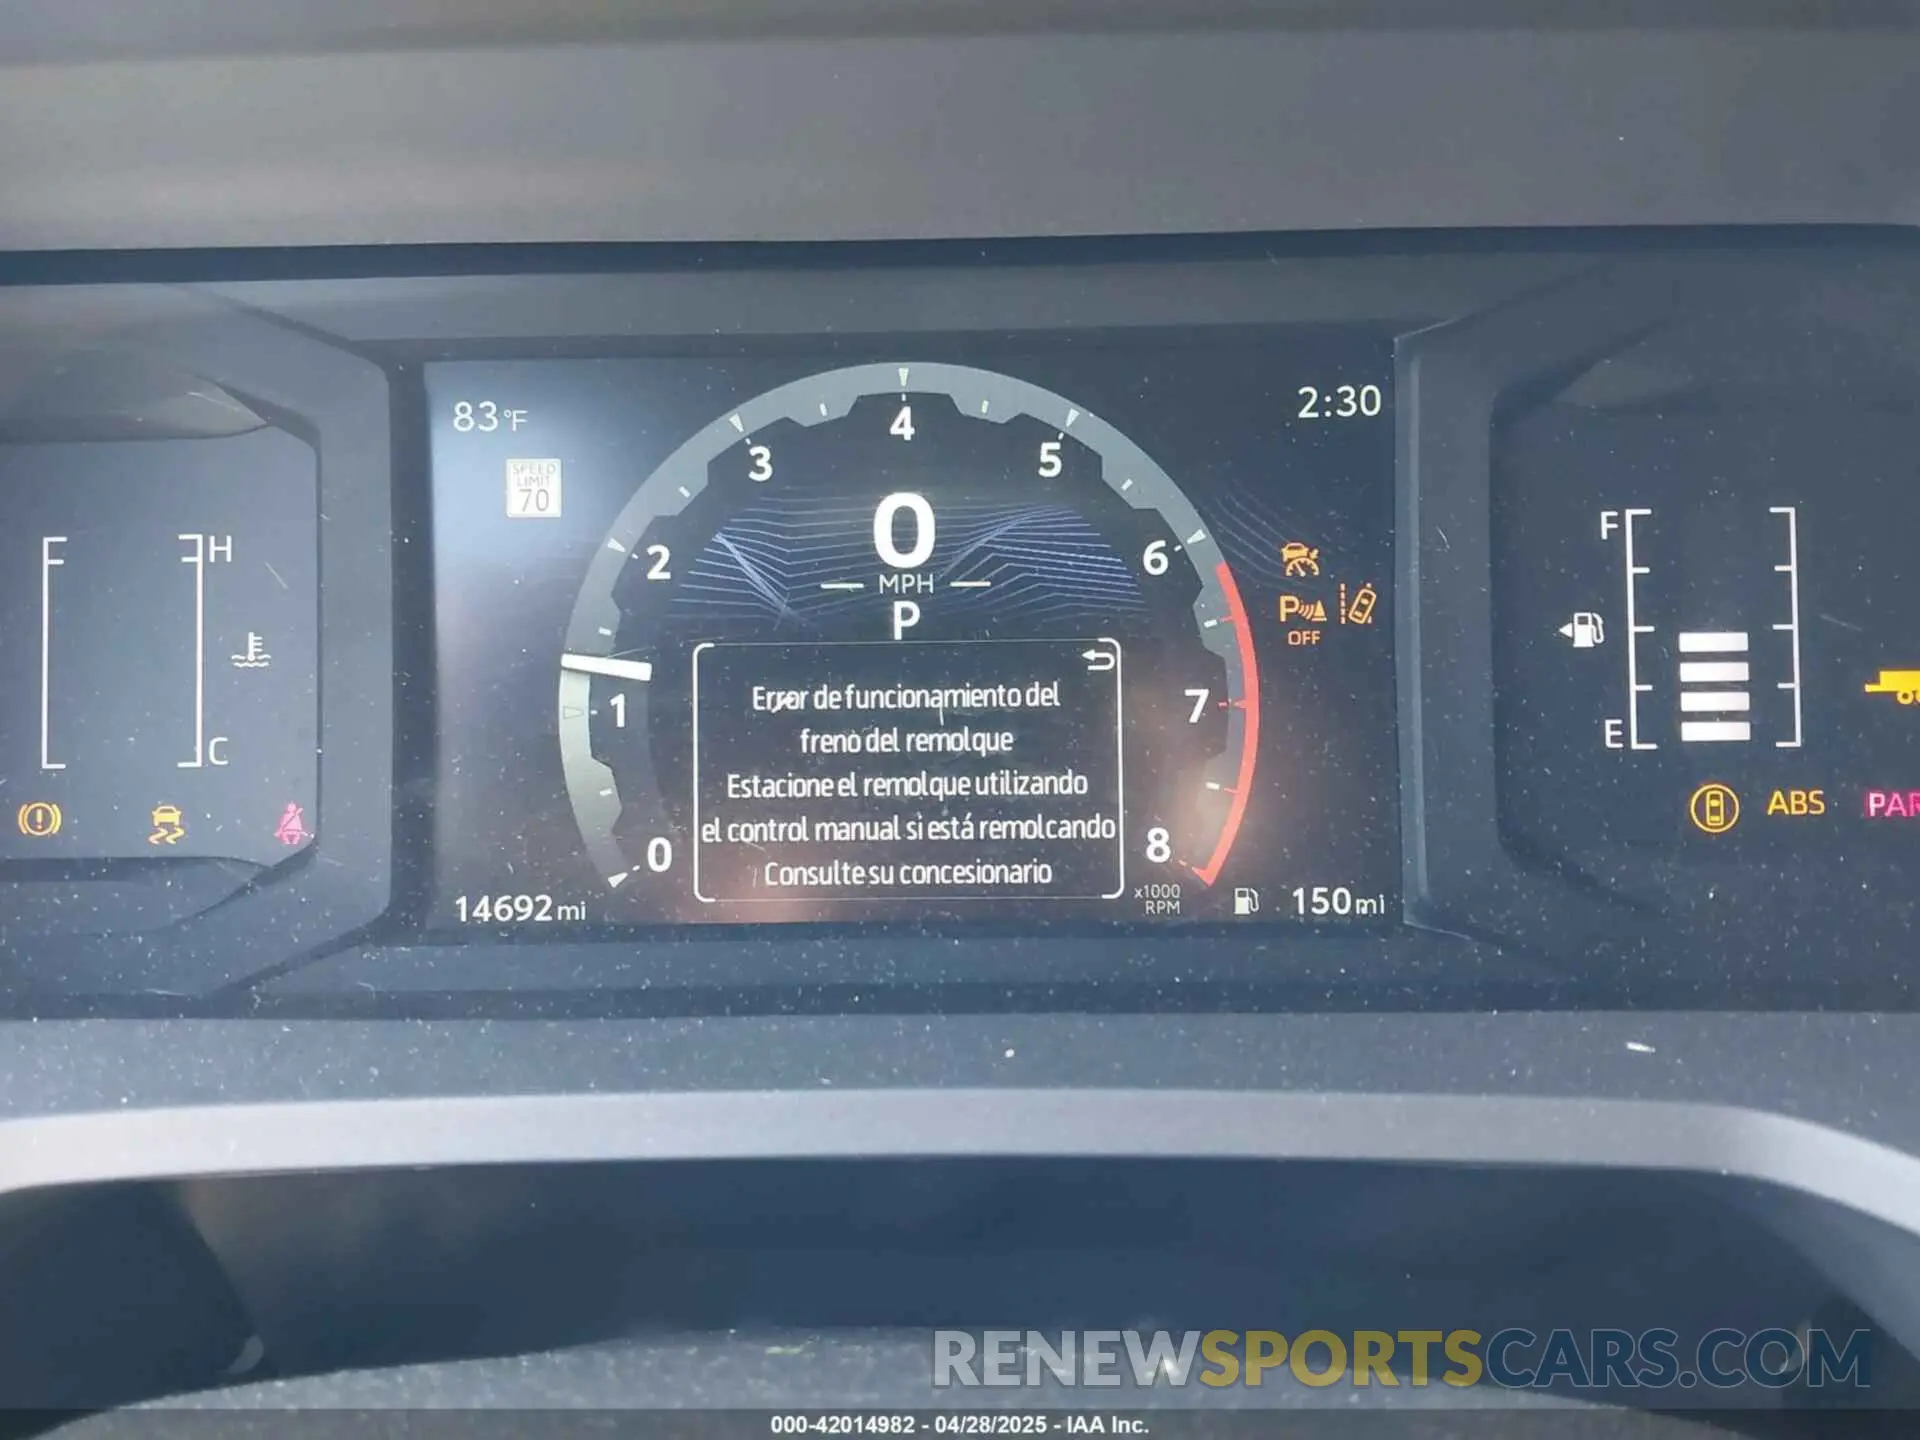 83°F
2:30
SPEED
LIMIT
70
0
1
2
3
4
5
6
7
8
0
MPH
P
P
OFF
H
C
F
E
Error de funcionamiento del
freno del remolque
Estacione el remolque utilizando
el control manual si está remolcando
Consulte su concesionario
ABS
PAR
x1000
RPM
14692 mi
150 mi
RENEWSPORTSCARS.COM
000-42014982 - 04/28/2025 - IAA Inc.